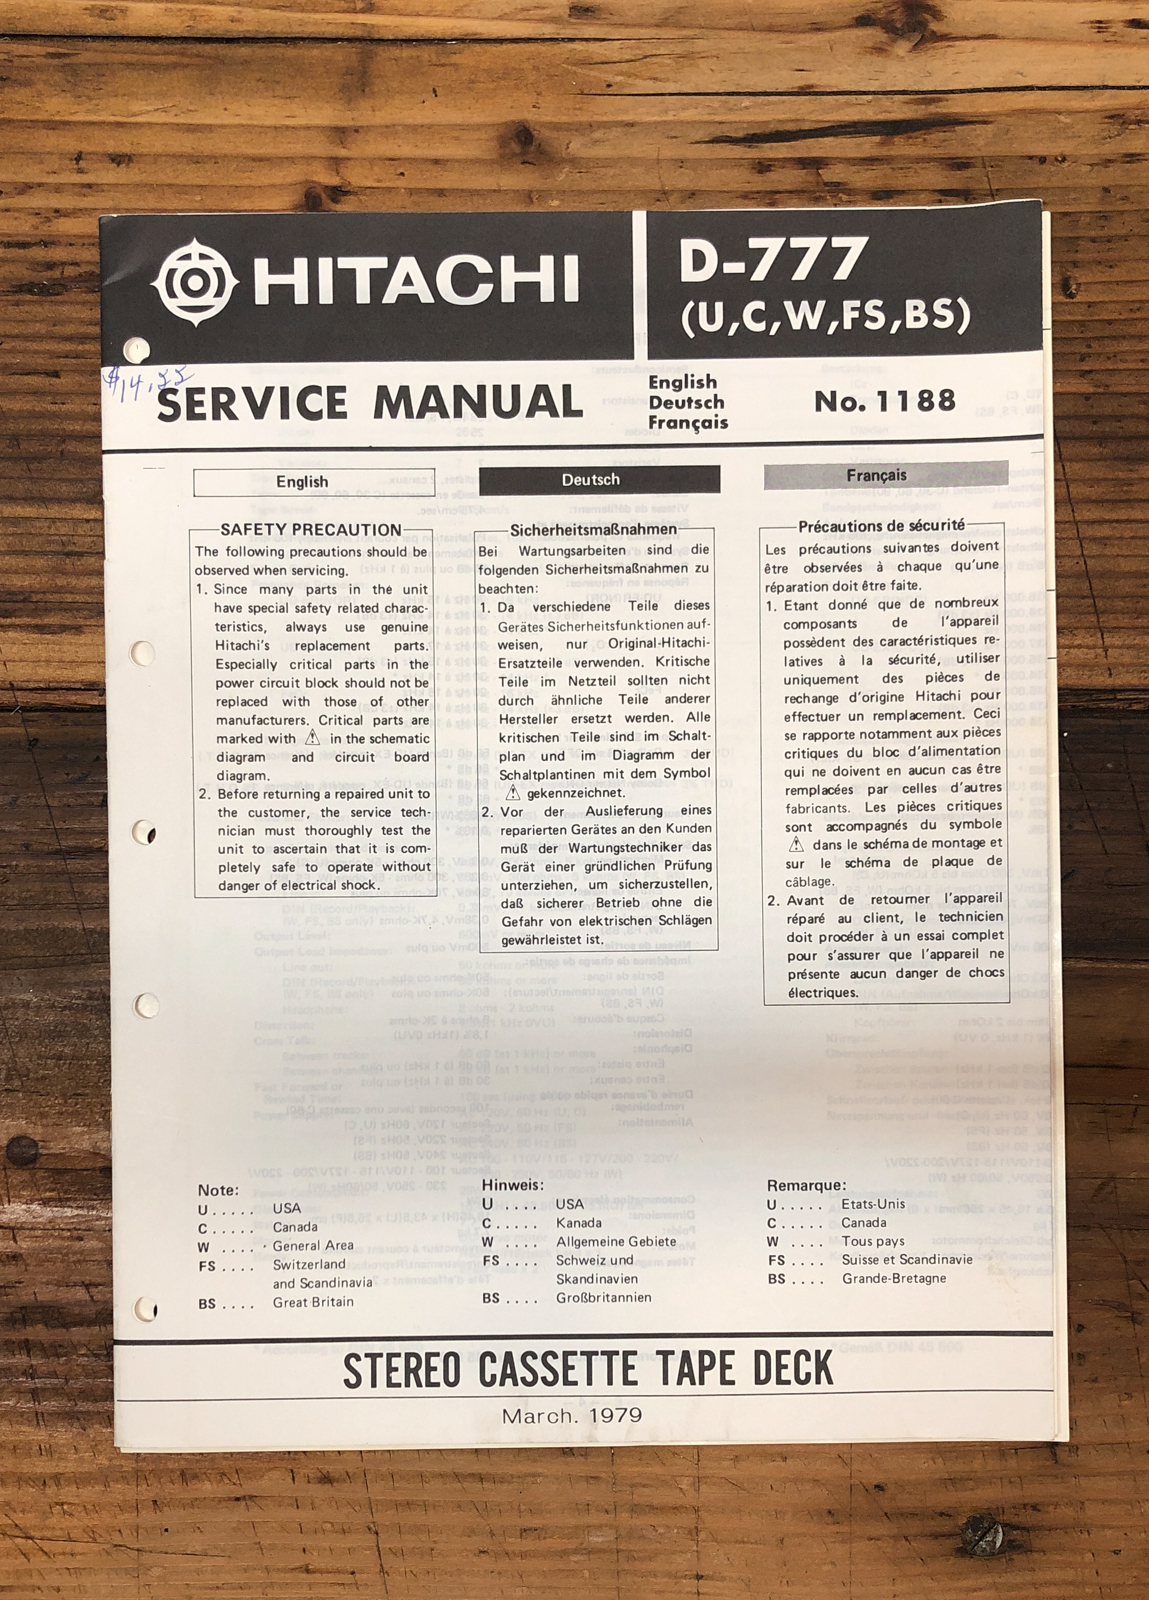 HITACHI
D-777
(U,C,W,FS,BS)
$14.55
SERVICE MANUAL
English
Deutsch
Français
No. 1188
English
SAFETY PRECAUTION
The following precautions should be
observed when servicing.
1. Since many parts in the unit
have special safety related charac-
teristics, always use genuine
Hitachi's replacement parts.
Especially critical parts in the
power circuit block should not be
replaced with those of other
manufacturers. Critical parts are
marked with ⚠ in the schematic
diagram and circuit board
diagram.
2. Before returning a repaired unit to
the customer, the service tech-
nician must thoroughly test the
unit to ascertain that it is com-
pletely safe to operate without
danger of electrical shock.
Deutsch
Sicherheitsmaßnahmen
Bei Wartungsarbeiten sind die
folgenden Sicherheitsmaßnahmen zu
beachten:
1. Da verschiedene Teile dieses
Gerätes Sicherheitsfunktionen auf-
weisen, nur Original-Hitachi-
Ersatzteile verwenden. Kritische
Teile im Netzteil sollten nicht
durch ähnliche Teile anderer
Hersteller ersetzt werden. Alle
kritischen Teile sind im Schalt-
plan und im Diagramm der
Schaltplantinen mit dem Symbol
⚠ gekennzeichnet.
2. Vor der Auslieferung eines
reparierten Gerätes an den Kunden
muß der Wartungstechniker das
Gerät einer gründlichen Prüfung
unterziehen, um sicherzustellen,
daß sicherer Betrieb ohne die
Gefahr von elektrischen Schlägen
gewährleistet ist.
Français
Précautions de sécurité
Les précautions suivantes doivent
être observées à chaque qu'une
réparation doit être faite.
1. Etant donné que de nombreux
composants de l'appareil
possèdent des caractéristiques re-
latives à la sécurité, utiliser
uniquement des pièces de
rechange d'origine Hitachi pour
effectuer un remplacement. Ceci
se rapporte notamment aux pièces
critiques du bloc d'alimentation
qui ne doivent en aucun cas être
remplacées par celles d'autres
fabricants. Les pièces critiques
sont accompagnés du symbole
⚠ dans le schéma de montage et
sur le schéma de plaque de
câblage.
2. Avant de retourner l'appareil
réparé au client, le technicien
doit procéder à un essai complet
pour s'assurer que l'appareil ne
présente aucun danger de chocs
électriques.
Note:
U . . . . . USA
C . . . . . Canada
W . . . . . General Area
FS . . . . Switzerland
and Scandinavia
BS . . . . Great Britain
Hinweis:
U . . . . . USA
C . . . . . Kanada
W . . . . Allgemeine Gebiete
FS . . . . Schweiz und
Skandinavien
BS . . . . Großbritannien
Remarque:
U . . . . . Etats-Unis
C . . . . . Canada
W . . . . Tous pays
FS . . . . Suisse et Scandinavie
BS . . . . Grande-Bretagne
STEREO CASSETTE TAPE DECK
March. 1979